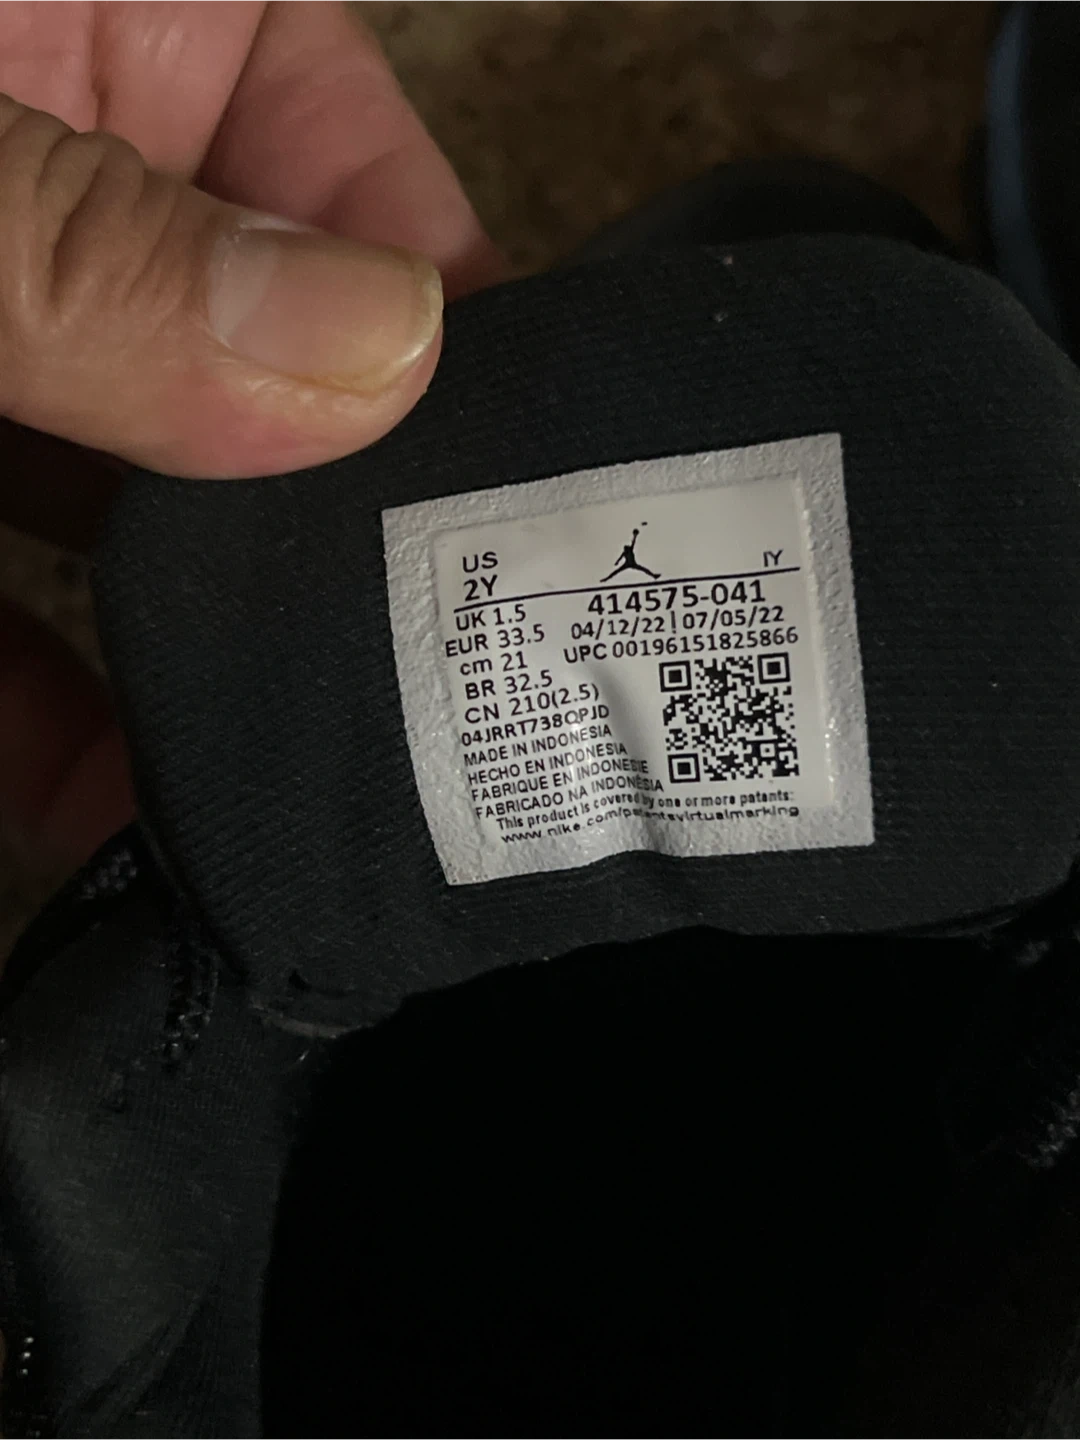 US
2Y
IY
UK 1.5
EUR 33.5
cm 21
BR 32.5
CN 210(2.5)
414575-041
04/12/22|07/05/22
UPC 00196151825866
04JRRT738QPJD
MADE IN INDONESIA
HECHO EN INDONESIA
FABRIQUE EN INDONESIE
FABRICADO NA INDONESIA
This product is covered by one or more patents:
www.nike.com/patentsvirtualmarking